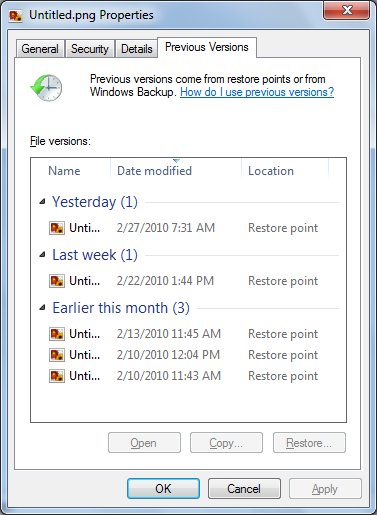 Untitled.png Properties
General Security Details Previous Versions
Previous versions come from restore points or from
Windows Backup. How do I use previous versions?
File versions:
Name Date modified Location
Yesterday (1)
Unti... 2/27/2010 7:31 AM Restore point
Last week (1)
Unti... 2/22/2010 1:44 PM Restore point
Earlier this month (3)
Unti... 2/13/2010 11:45 AM Restore point
Unti... 2/10/2010 12:04 PM Restore point
Unti... 2/10/2010 11:43 AM Restore point
Open Copy... Restore...
OK Cancel Apply